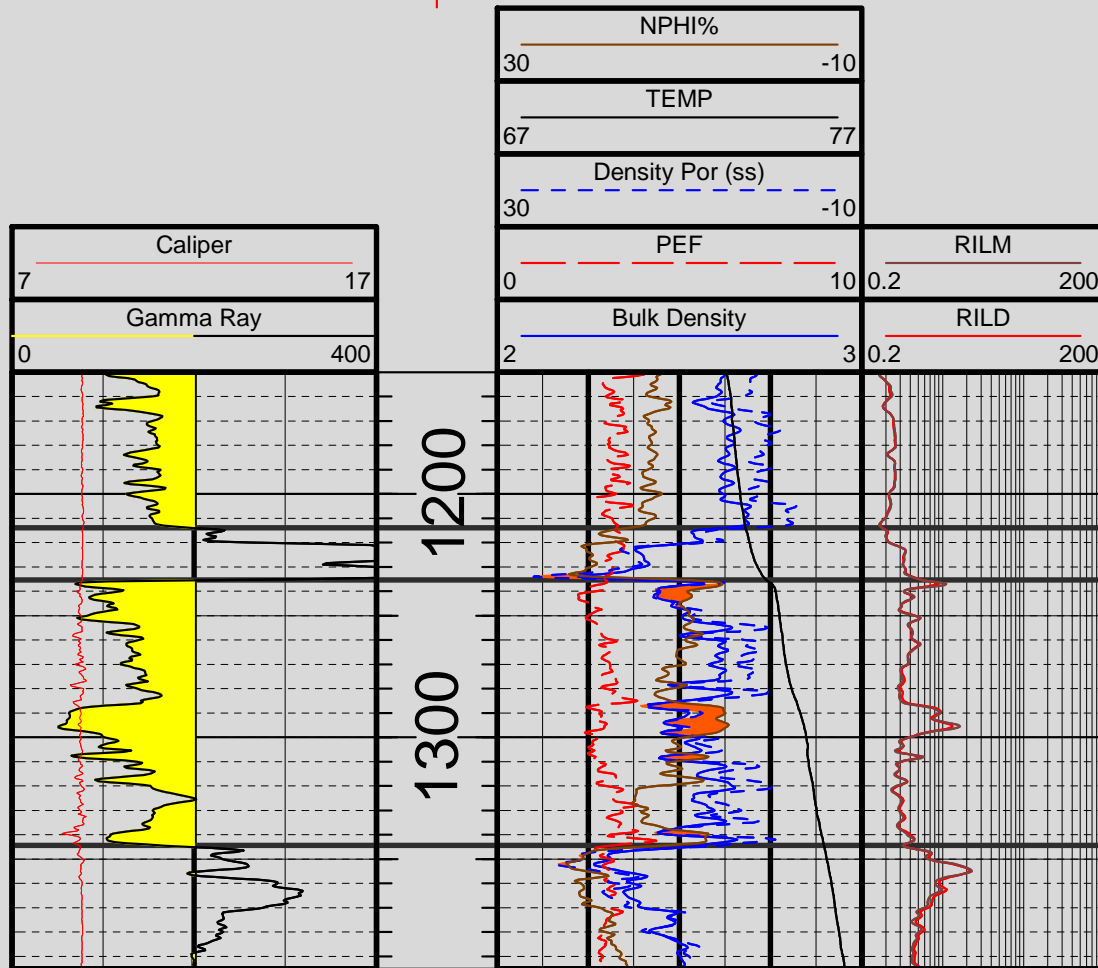 NPHI%
30 -10
TEMP
67 77
Density Por (ss)
30 -10
Caliper
7 17
PEF
0 10
RILM
0.2 200
Gamma Ray
0 400
Bulk Density
2 3
RILD
0.2 200
1200
1300